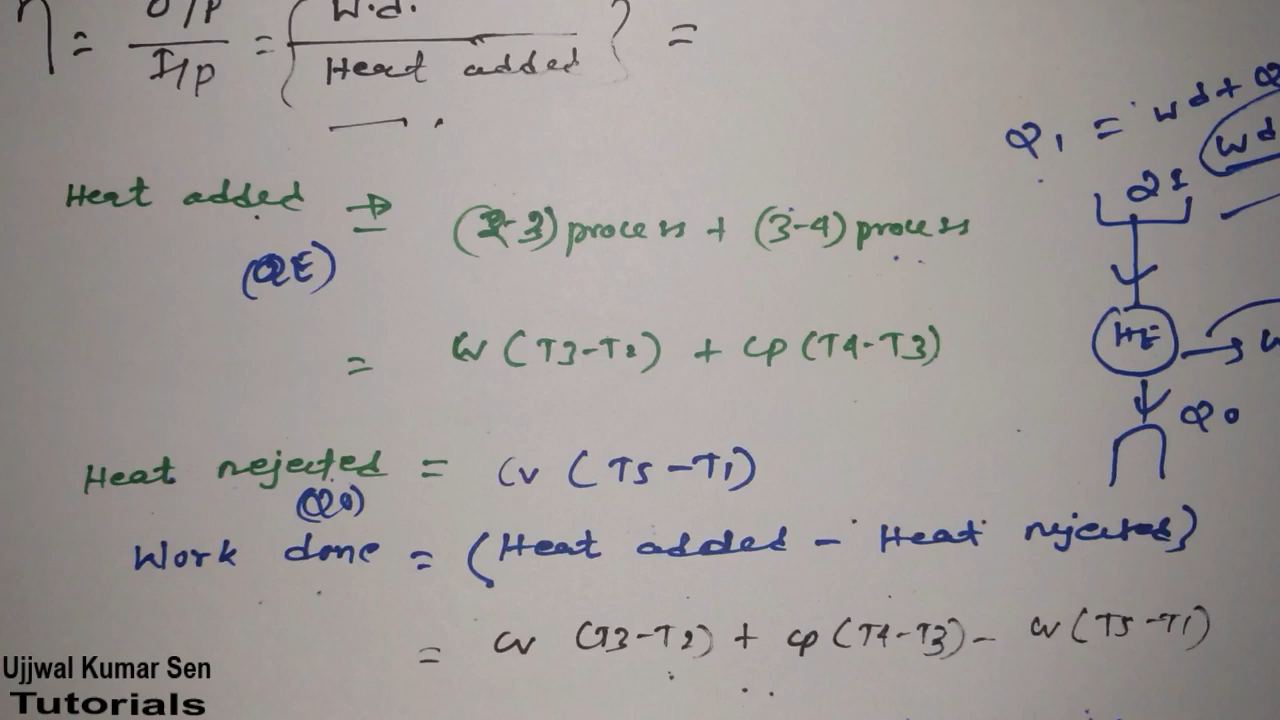 η = O/P / I/p = { W.d. / Heat added } =
Q1 = wd + Q
wd
Heat added ⇒ (2-3) process + (3-4) process
(QE)
= Cv (T3-T2) + Cp (T4-T3)
Q1
HE
Q0
Heat rejected = Cv (T5-T1)
(Q0)
Work done = (Heat added - Heat rejected)
= Cv (T3-T2) + Cp (T4-T3) - Cv (T5-T1)
Ujjwal Kumar Sen
Tutorials